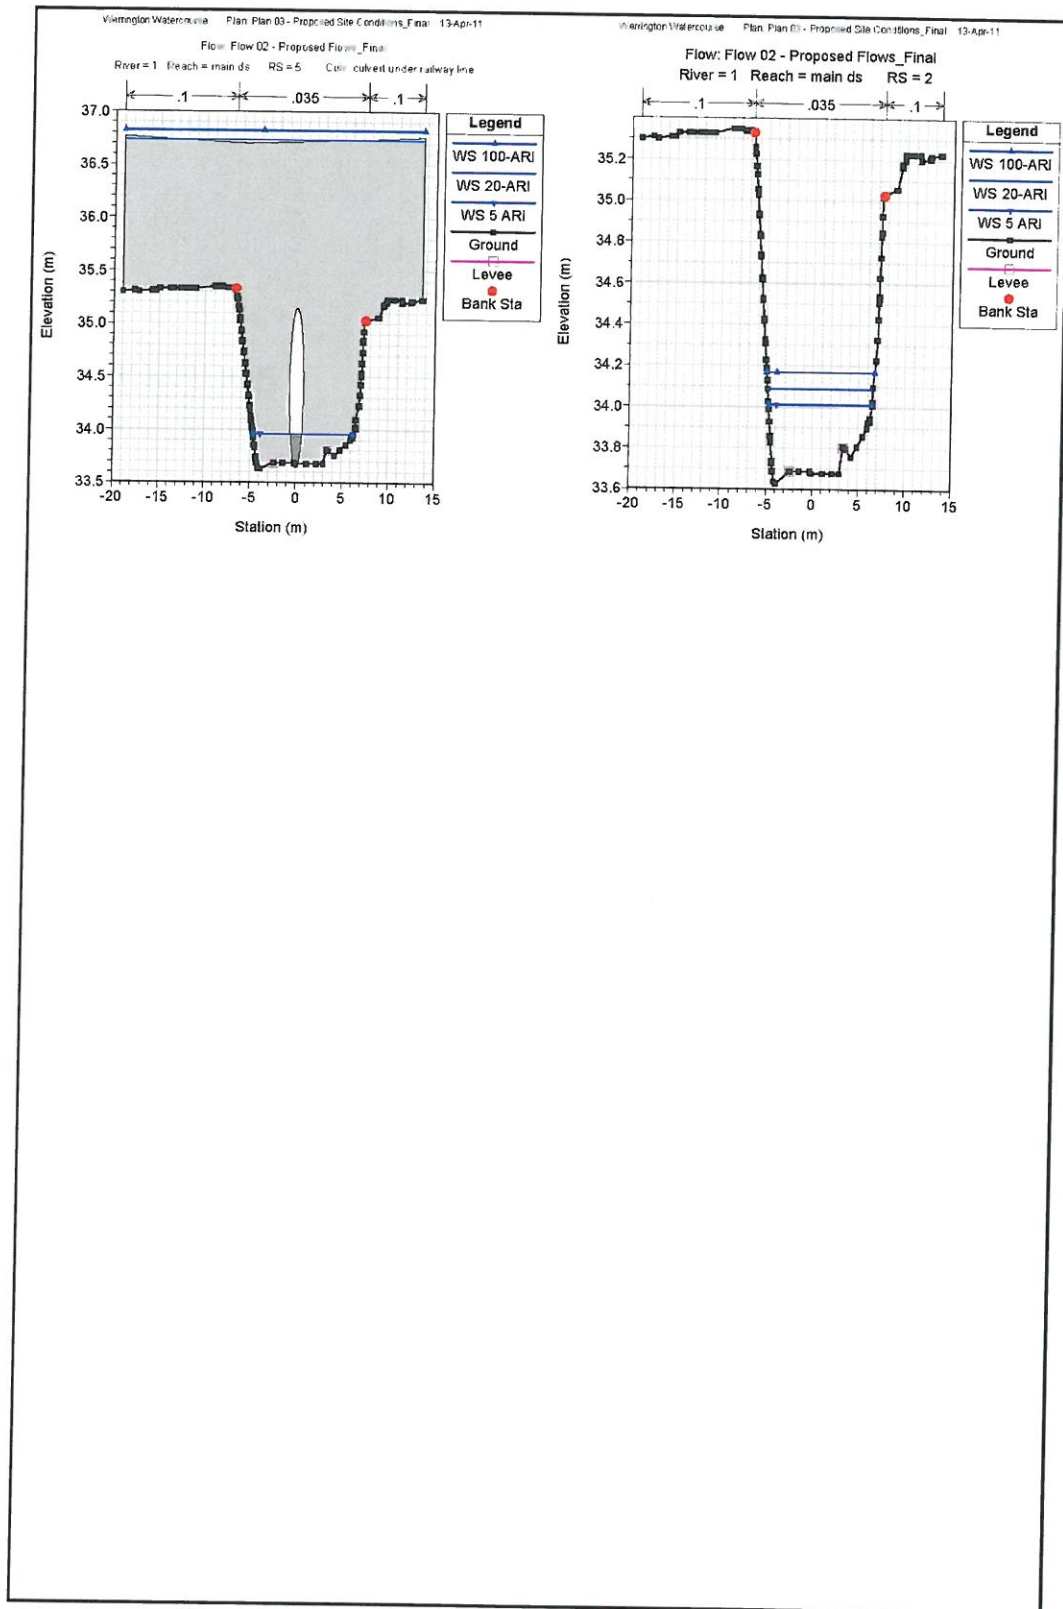 Werrington Watercourse Plan: Plan 03 - Proposed Site Conditions_Final 13-Apr-11
Flow: Flow 02 - Proposed Flows_Final
River = 1 Reach = main ds RS = 5 Culv culvert under railway line
.1 .035 .1
37.0
36.5
36.0
35.5
35.0
34.5
34.0
33.5
Elevation (m)
-20 -15 -10 -5 0 5 10 15
Station (m)
Legend
WS 100-ARI
WS 20-ARI
WS 5 ARI
Ground
Levee
Bank Sta
Werrington Watercourse Plan: Plan 03 - Proposed Site Conditions_Final 13-Apr-11
Flow: Flow 02 - Proposed Flows_Final
River = 1 Reach = main ds RS = 2
.1 .035 .1
35.2
35.0
34.8
34.6
34.4
34.2
34.0
33.8
33.6
Elevation (m)
-20 -15 -10 -5 0 5 10 15
Station (m)
Legend
WS 100-ARI
WS 20-ARI
WS 5 ARI
Ground
Levee
Bank Sta